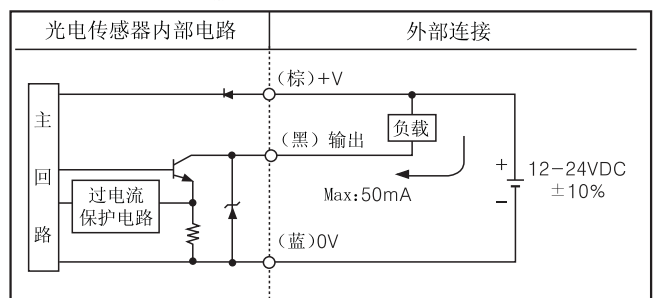 光电传感器内部电路
外部连接
(棕)+V
主
回
路
负载
(黑)输出
过电流
保护电路
Max:50mA
+
12-24VDC
±10%
−
(蓝)0V